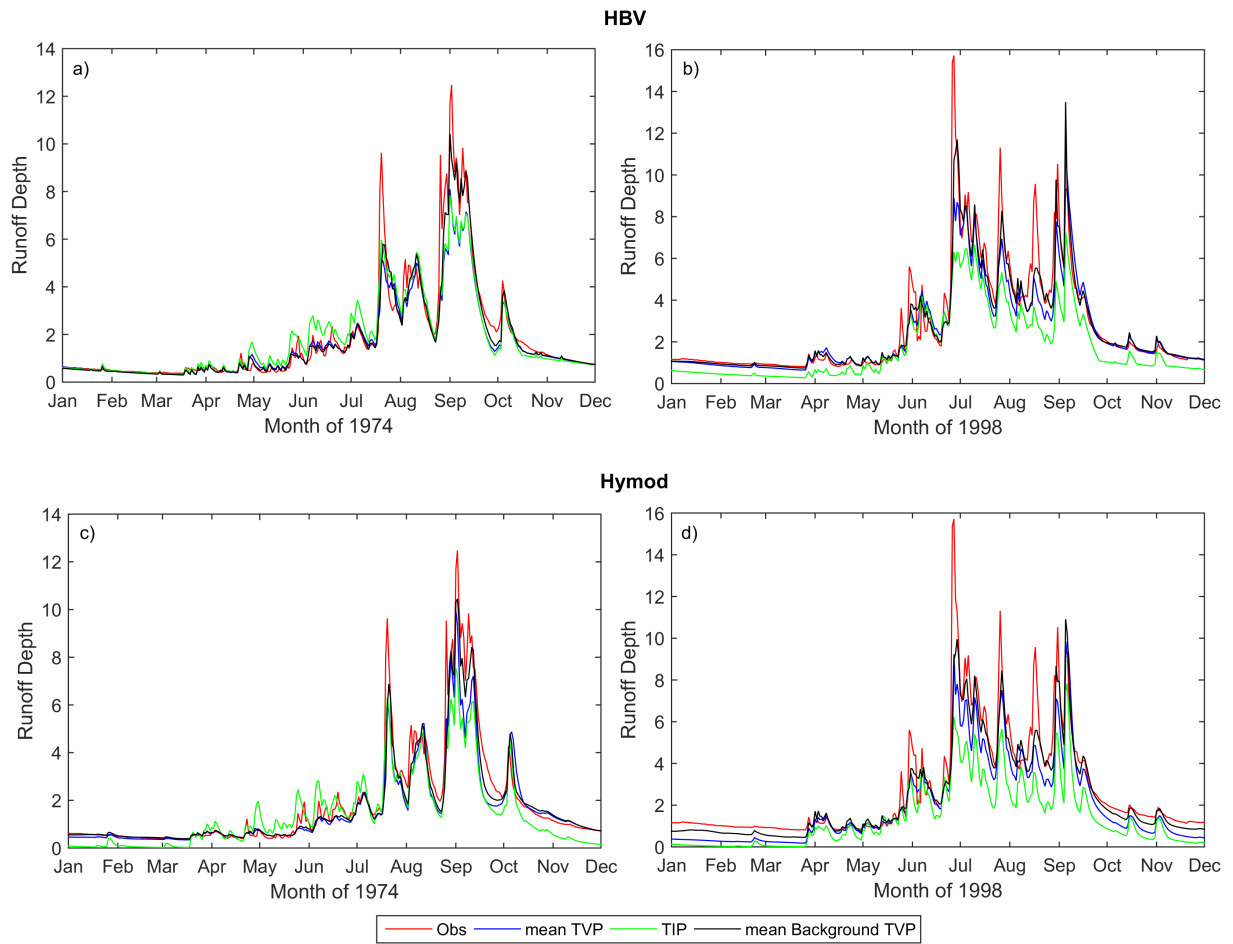 HBV
a)
14
12
10
8
6
4
2
0
Runoff Depth
Jan Feb Mar Apr May Jun Jul Aug Sep Oct Nov Dec
Month of 1974
b)
16
14
12
10
8
6
4
2
0
Runoff Depth
Jan Feb Mar Apr May Jun Jul Aug Sep Oct Nov Dec
Month of 1998
Hymod
c)
14
12
10
8
6
4
2
0
Runoff Depth
Jan Feb Mar Apr May Jun Jul Aug Sep Oct Nov Dec
Month of 1974
d)
16
14
12
10
8
6
4
2
0
Runoff Depth
Jan Feb Mar Apr May Jun Jul Aug Sep Oct Nov Dec
Month of 1998
Obs mean TVP TIP mean Background TVP